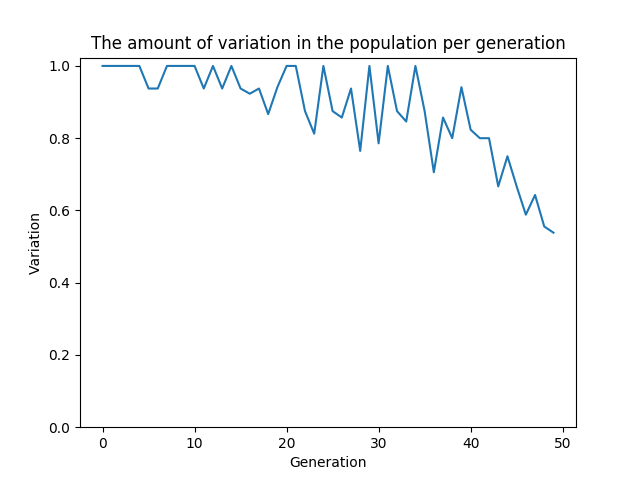 The amount of variation in the population per generation
1.0
0.8
0.6
0.4
0.2
0.0
Variation
0 10 20 30 40 50
Generation